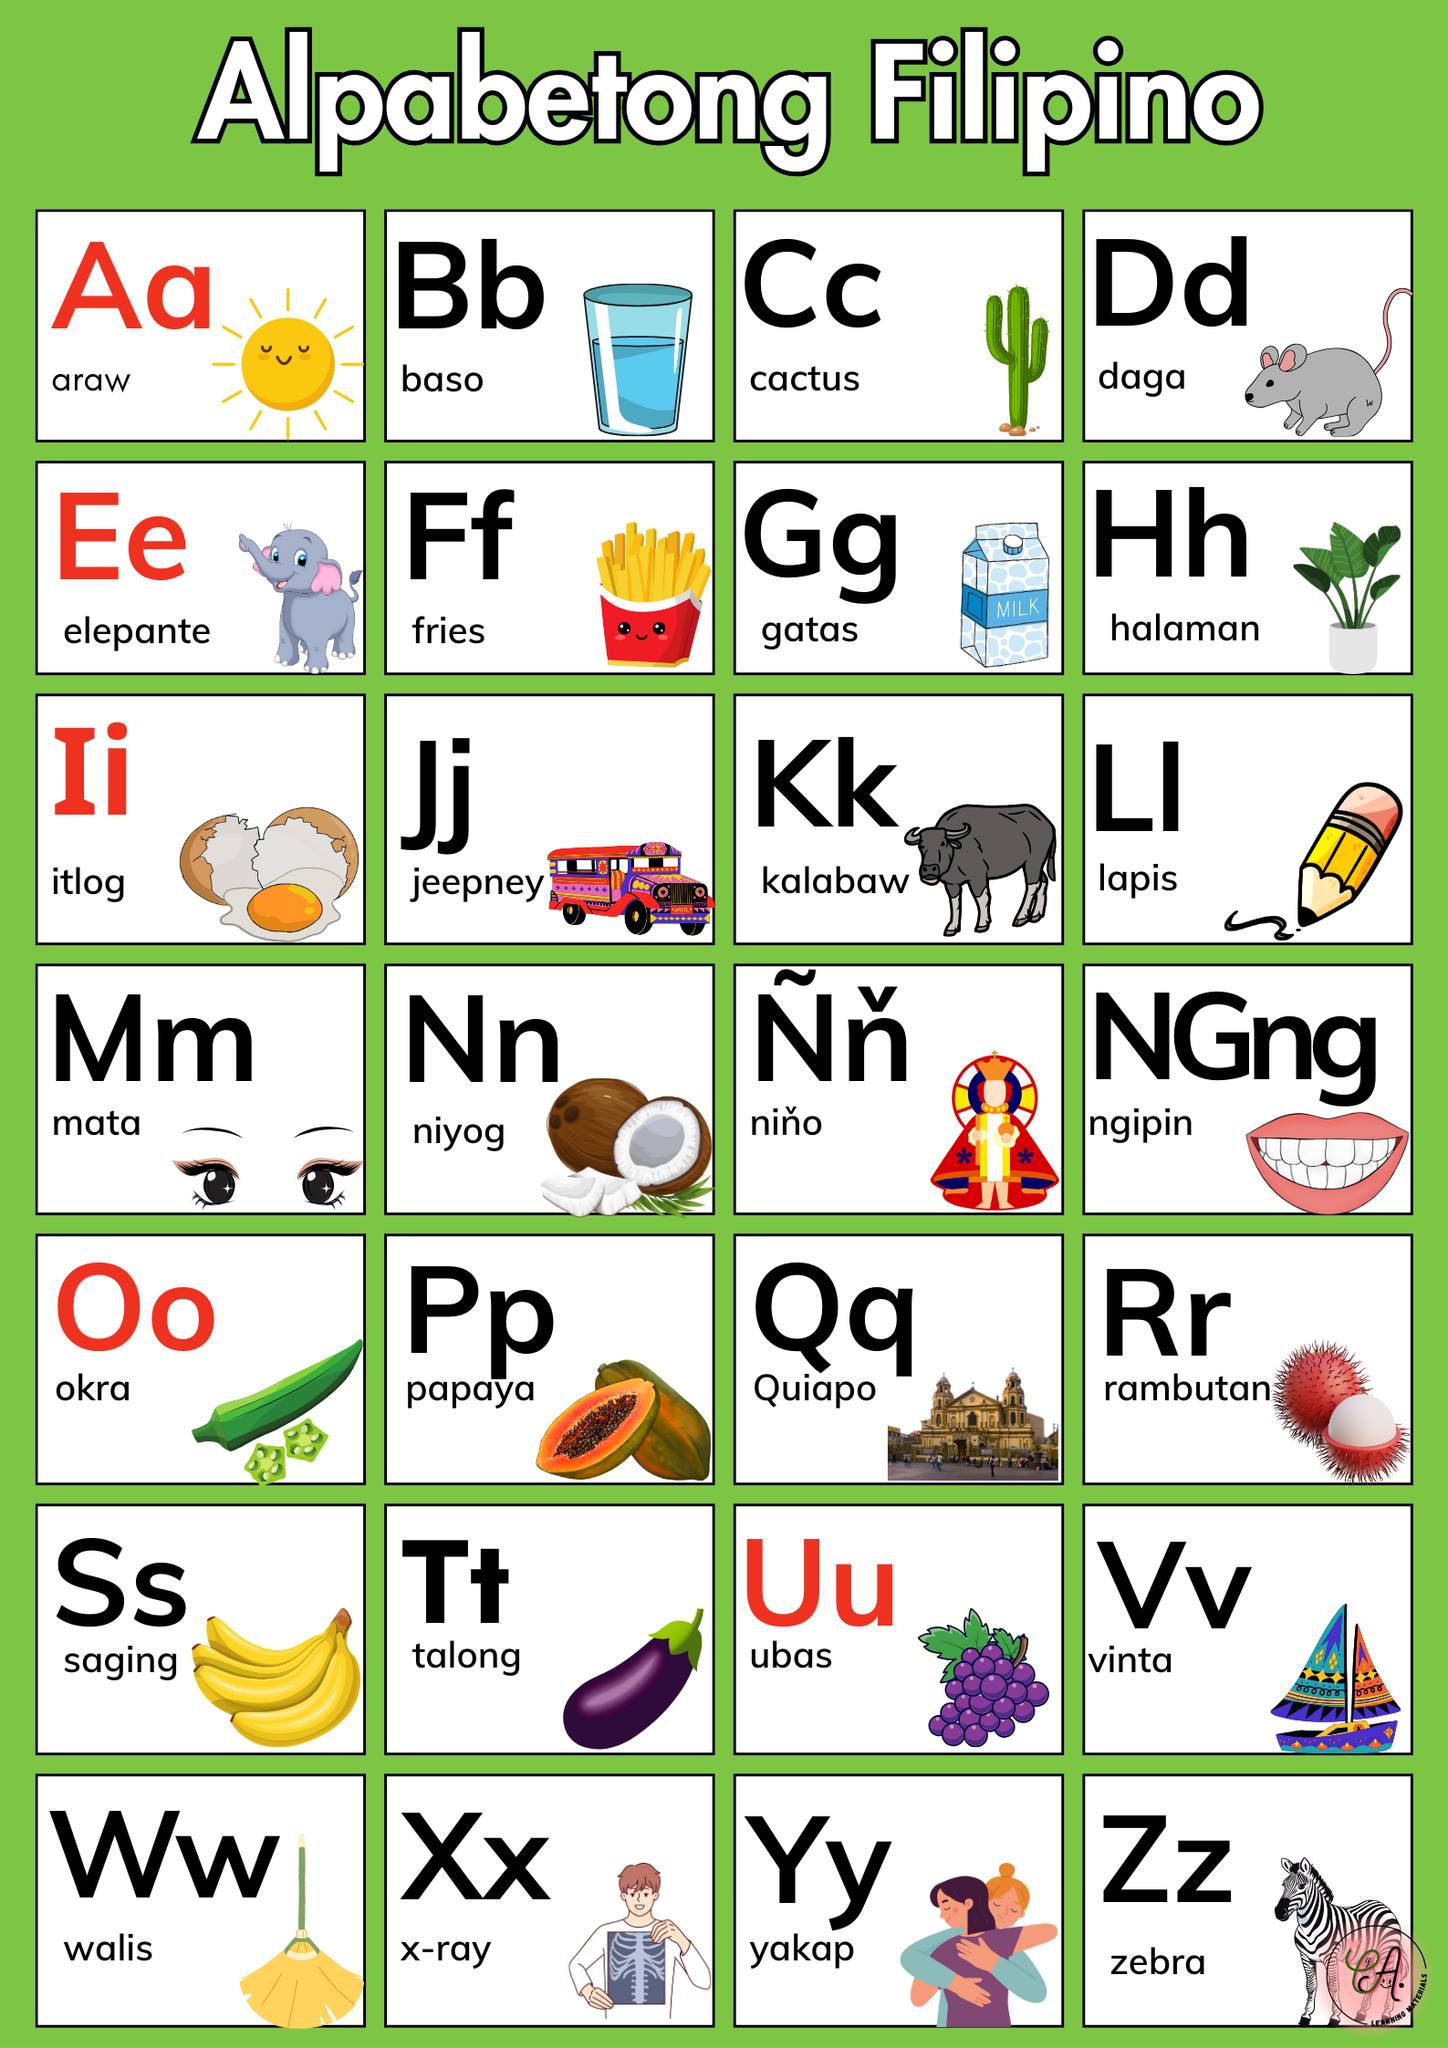 Alpabetong Filipino
Aa
araw
Bb
baso
Cc
cactus
Dd
daga
Ee
elepante
Ff
fries
Gg
gatas
MILK
Hh
halaman
Ii
itlog
Jj
jeepney
Kk
kalabaw
Ll
lapis
Mm
mata
Nn
niyog
Ññ̌
niňo
NGng
ngipin
Oo
okra
Pp
papaya
Qq
Quiapo
Rr
rambutan
Ss
saging
Tt
talong
Uu
ubas
Vv
vinta
Ww
walis
Xx
x-ray
Yy
yakap
Zz
zebra
CA.
LEARNING MATERIALS